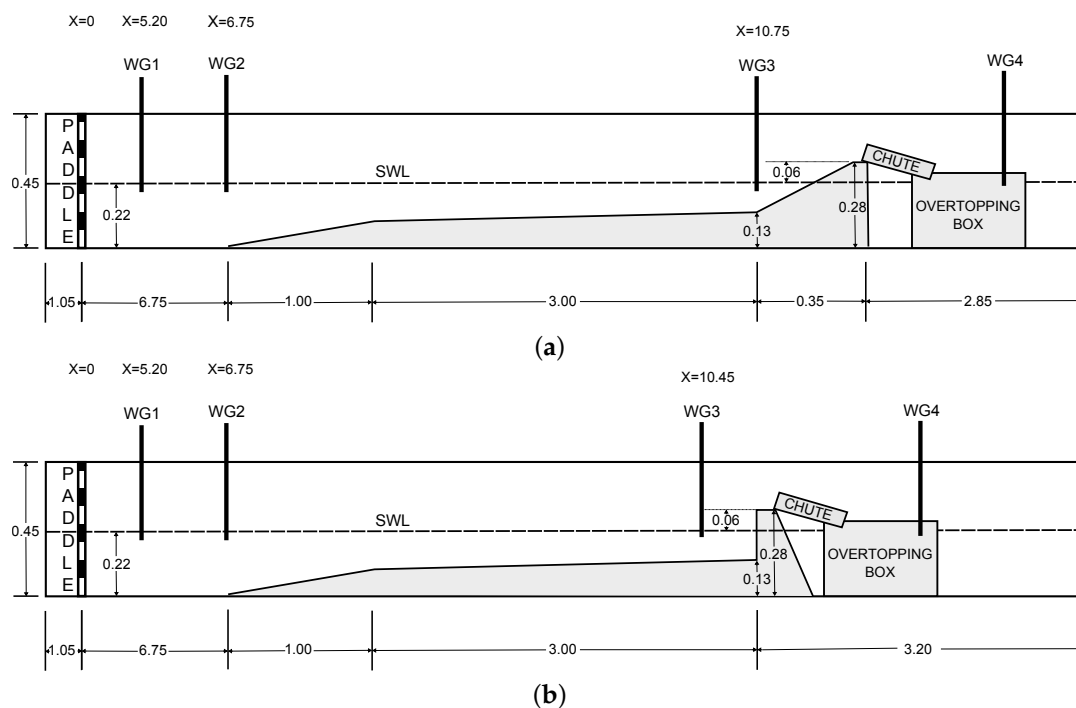 X=0 X=5.20 X=6.75 X=10.75
WG1 WG2 WG3 WG4
PADDLE
SWL
CHUTE
0.06
0.45
0.22
0.28
0.13
OVERTOPPING
BOX
1.05 6.75 1.00 3.00 0.35 2.85
(a)
X=0 X=5.20 X=6.75 X=10.45
WG1 WG2 WG3 WG4
PADDLE
SWL
CHUTE
0.06
0.45
0.22
0.28
0.13
OVERTOPPING
BOX
1.05 6.75 1.00 3.00 3.20
(b)